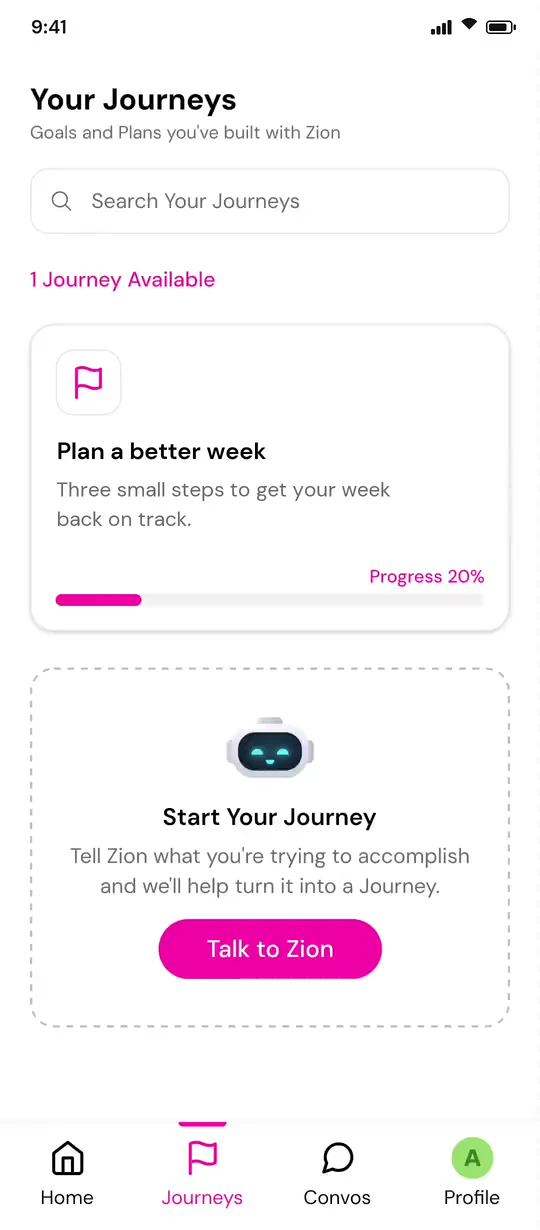 9:41
Your Journeys
Goals and Plans you've built with Zion
Search Your Journeys
1 Journey Available
Plan a better week
Three small steps to get your week
back on track.
Progress 20%
Start Your Journey
Tell Zion what you're trying to accomplish
and we'll help turn it into a Journey.
Talk to Zion
A
Home
Journeys
Convos
Profile